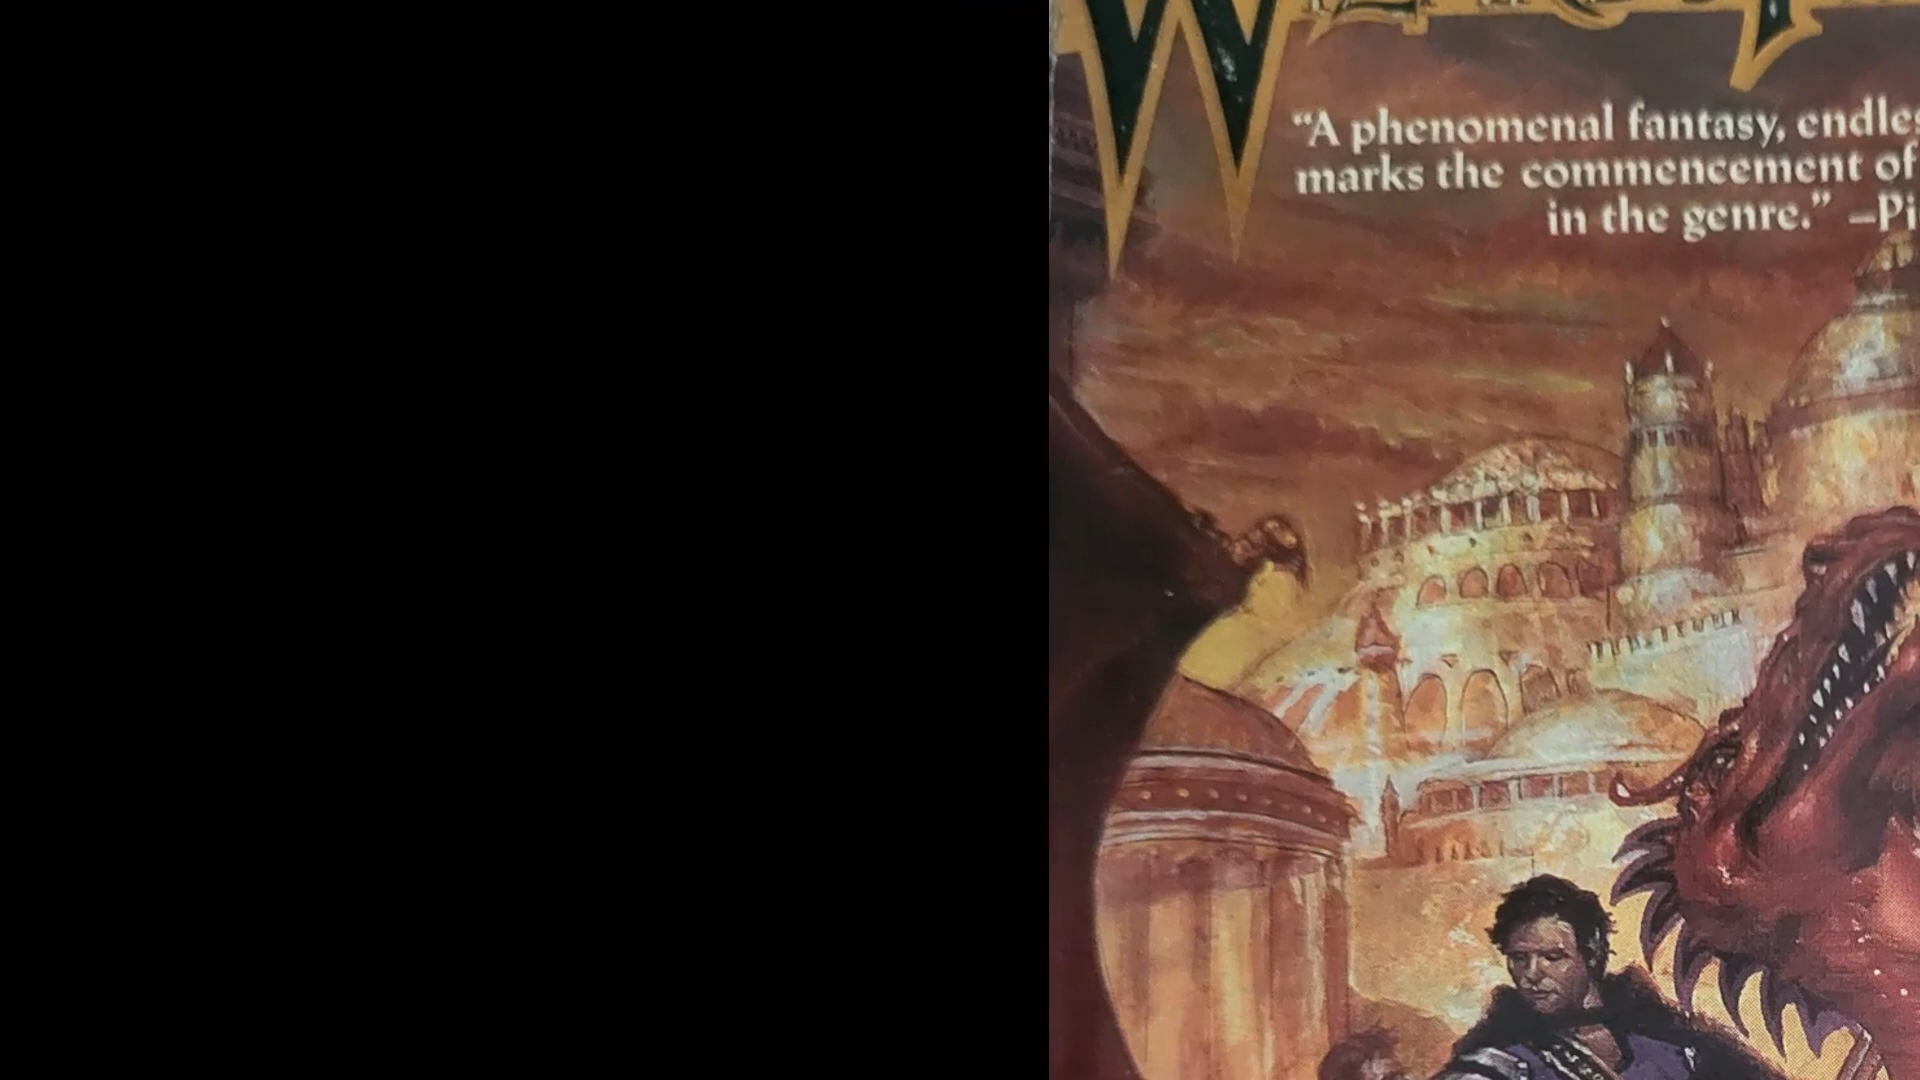 W
"A phenomenal fantasy, endles
marks the commencement of
in the genre." –Pi